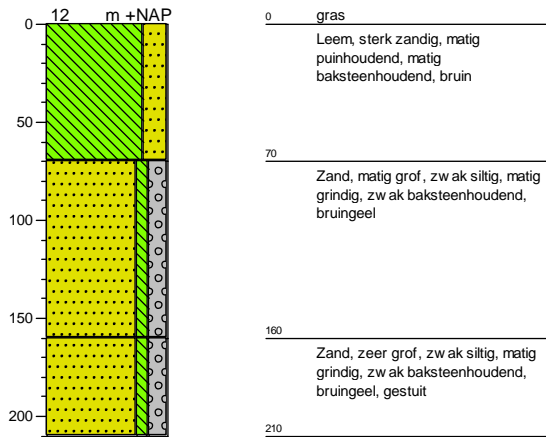 12 m +NAP
0
50
100
150
200
0 gras
Leem, sterk zandig, matig
puinhoudend, matig
baksteenhoudend, bruin
70
Zand, matig grof, zwak siltig, matig
grindig, zwak baksteenhoudend,
bruingeel
160
Zand, zeer grof, zwak siltig, matig
grindig, zwak baksteenhoudend,
bruingeel, gestuit
210